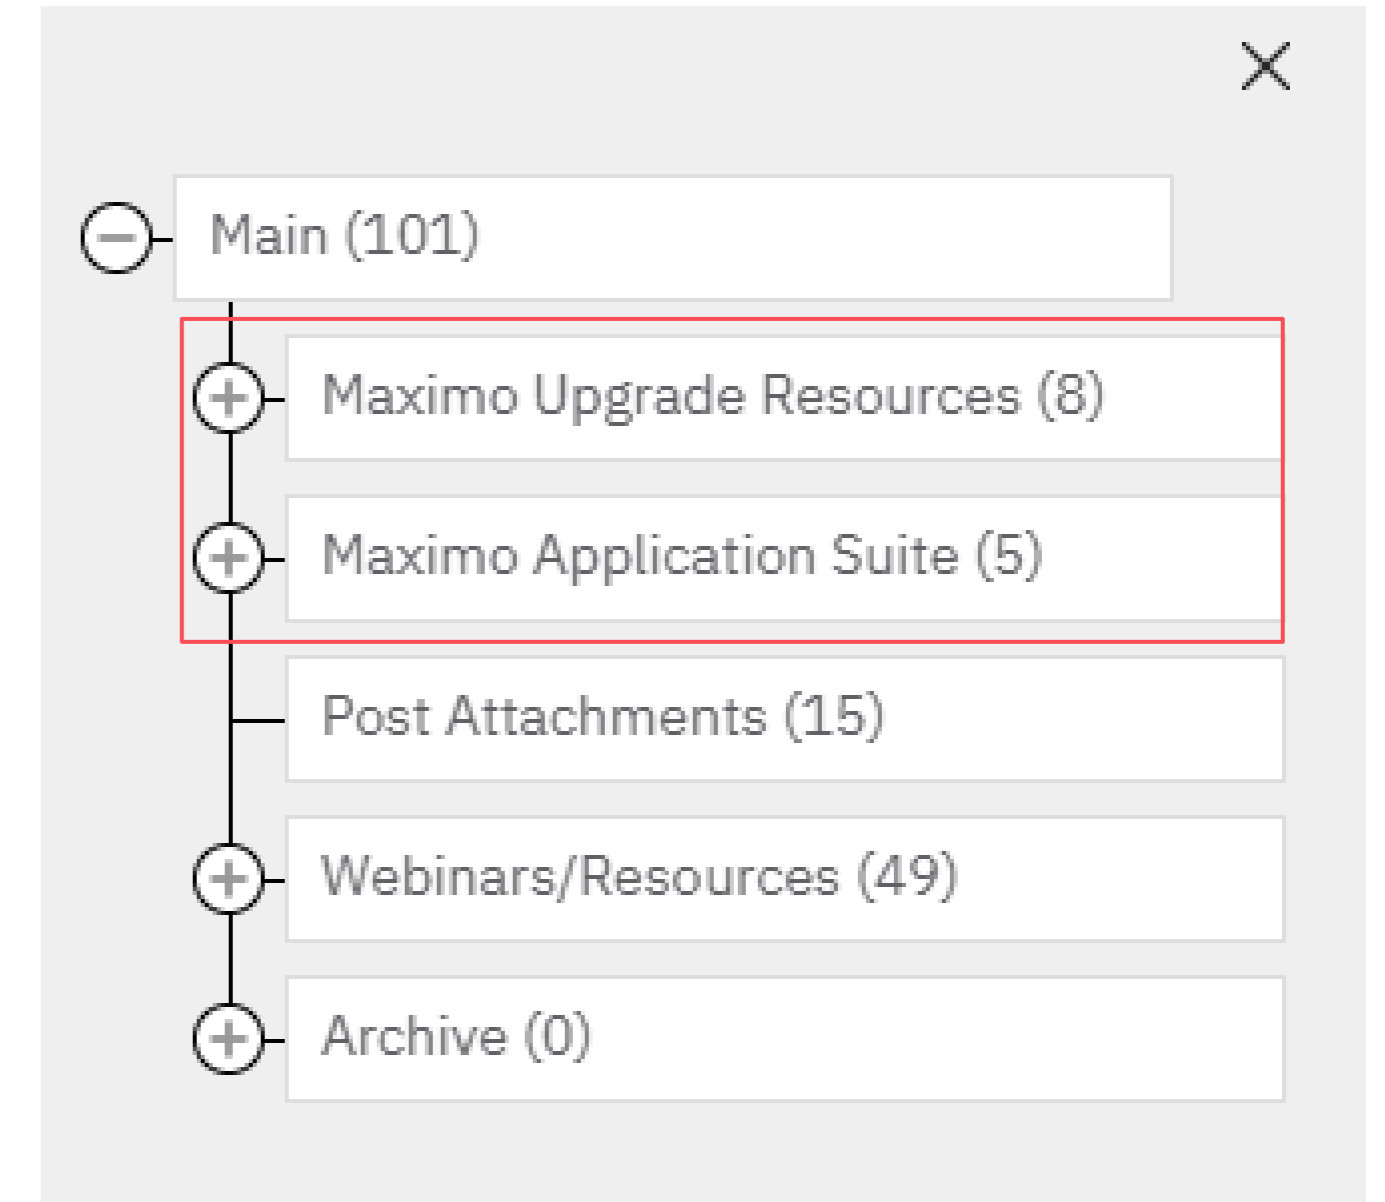 Main (101)
Maximo Upgrade Resources (8)
Maximo Application Suite (5)
Post Attachments (15)
Webinars/Resources (49)
Archive (0)